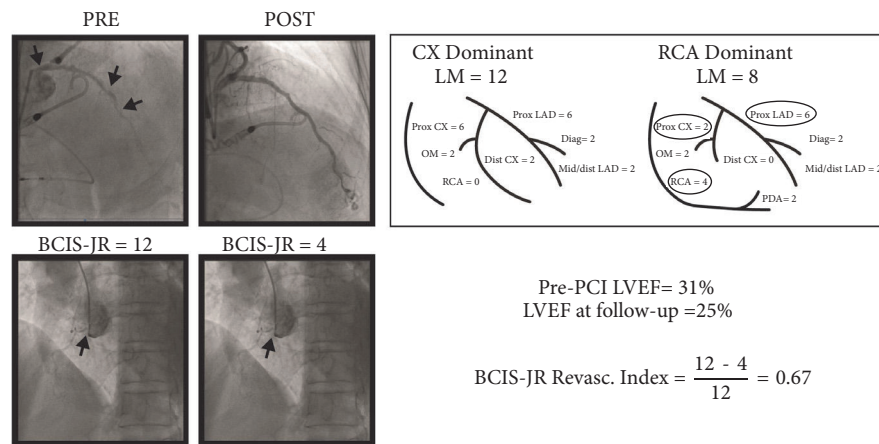 PRE
POST
BCIS-JR = 12
BCIS-JR = 4
CX Dominant
LM = 12
Prox CX = 6
Prox LAD = 6
OM = 2
Diag= 2
Dist CX = 2
Mid/dist LAD = 2
RCA = 0
RCA Dominant
LM = 8
Prox CX = 2
Prox LAD = 6
OM = 2
Diag= 2
Dist CX = 0
Mid/dist LAD = 2
RCA = 4
PDA= 2
Pre-PCI LVEF= 31%
LVEF at follow-up =25%
BCIS-JR Revasc. Index = 12 - 4 / 12 = 0.67